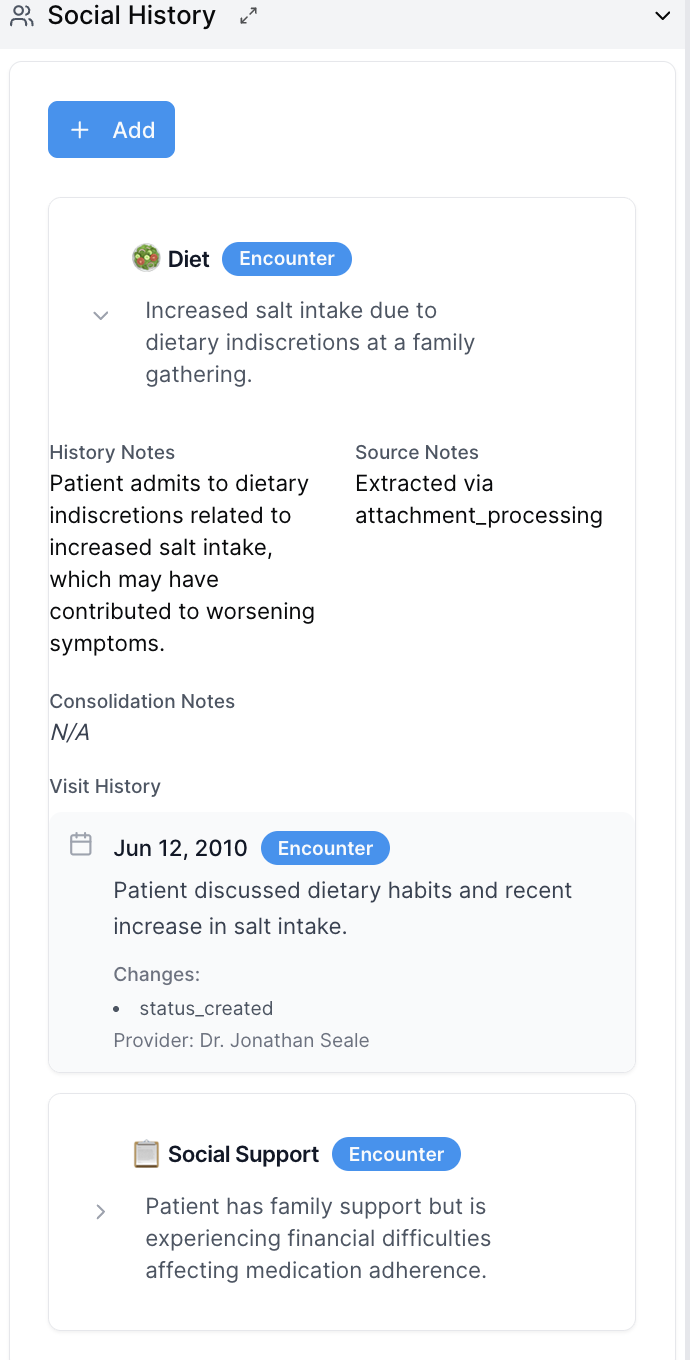 Social History
+ Add
Diet Encounter
Increased salt intake due to
dietary indiscretions at a family
gathering.
History Notes
Patient admits to dietary
indiscretions related to
increased salt intake,
which may have
contributed to worsening
symptoms.
Source Notes
Extracted via
attachment_processing
Consolidation Notes
N/A
Visit History
Jun 12, 2010 Encounter
Patient discussed dietary habits and recent
increase in salt intake.
Changes:
• status_created
Provider: Dr. Jonathan Seale
Social Support Encounter
Patient has family support but is
experiencing financial difficulties
affecting medication adherence.